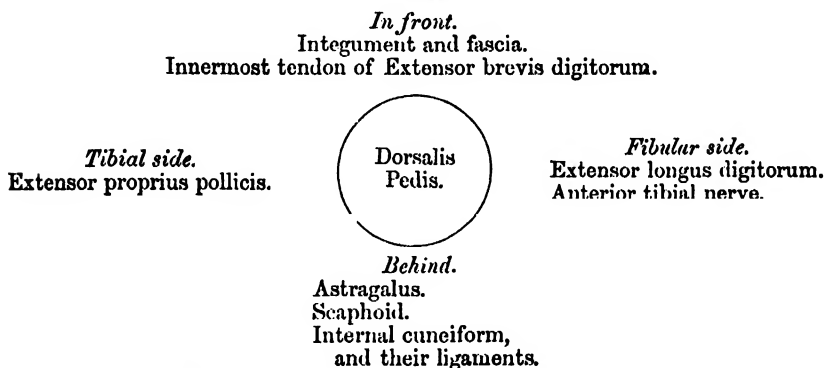 In front.
Integument and fascia.
Innermost tendon of Extensor brevis digitorum.
Tibial side.
Extensor proprius pollicis.
Dorsalis
Pedis.
Fibular side.
Extensor longus digitorum.
Anterior tibial nerve.
Behind.
Astragalus.
Scaphoid.
Internal cuneiform,
and their ligaments.